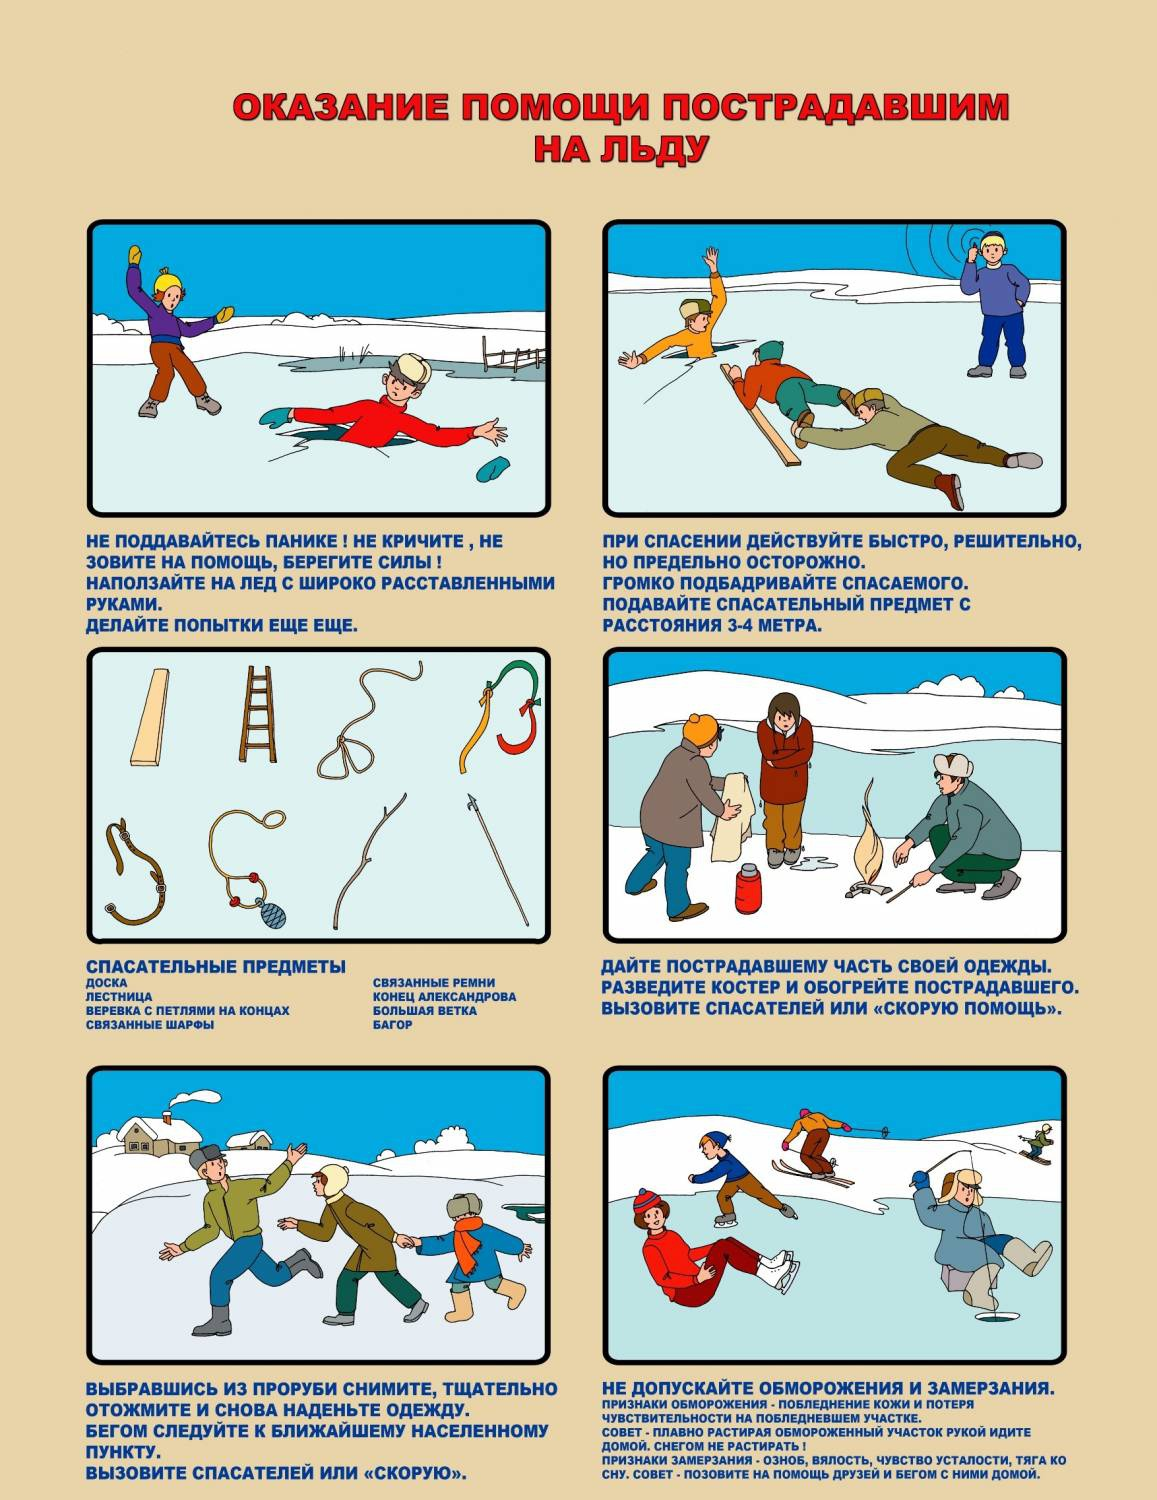 ОКАЗАНИЕ ПОМОЩИ ПОСТРАДАВШИМ
НА ЛЬДУ
НЕ ПОДДАВАЙТЕСЬ ПАНИКЕ ! НЕ КРИЧИТЕ , НЕ
ЗОВИТЕ НА ПОМОЩЬ, БЕРЕГИТЕ СИЛЫ !
НАПОЛЗАЙТЕ НА ЛЕД С ШИРОКО РАССТАВЛЕННЫМИ
РУКАМИ.
ДЕЛАЙТЕ ПОПЫТКИ ЕЩЕ ЕЩЕ.
ПРИ СПАСЕНИИ ДЕЙСТВУЙТЕ БЫСТРО, РЕШИТЕЛЬНО,
НО ПРЕДЕЛЬНО ОСТОРОЖНО.
ГРОМКО ПОДБАДРИВАЙТЕ СПАСАЕМОГО.
ПОДАВАЙТЕ СПАСАТЕЛЬНЫЙ ПРЕДМЕТ С
РАССТОЯНИЯ 3-4 МЕТРА.
СПАСАТЕЛЬНЫЕ ПРЕДМЕТЫ
ДОСКА
ЛЕСТНИЦА
ВЕРЕВКА С ПЕТЛЯМИ НА КОНЦАХ
СВЯЗАННЫЕ ШАРФЫ
СВЯЗАННЫЕ РЕМНИ
КОНЕЦ АЛЕКСАНДРОВА
БОЛЬШАЯ ВЕТКА
БАГОР
ДАЙТЕ ПОСТРАДАВШЕМУ ЧАСТЬ СВОЕЙ ОДЕЖДЫ.
РАЗВЕДИТЕ КОСТЕР И ОБОГРЕЙТЕ ПОСТРАДАВШЕГО.
ВЫЗОВИТЕ СПАСАТЕЛЕЙ ИЛИ «СКОРУЮ ПОМОЩЬ».
ВЫБРАВШИСЬ ИЗ ПРОРУБИ СНИМИТЕ, ТЩАТЕЛЬНО
ОТОЖМИТЕ И СНОВА НАДЕНЬТЕ ОДЕЖДУ.
БЕГОМ СЛЕДУЙТЕ К БЛИЖАЙШЕМУ НАСЕЛЕННОМУ
ПУНКТУ.
ВЫЗОВИТЕ СПАСАТЕЛЕЙ ИЛИ «СКОРУЮ».
НЕ ДОПУСКАЙТЕ ОБМОРОЖЕНИЯ И ЗАМЕРЗАНИЯ.
ПРИЗНАКИ ОБМОРОЖЕНИЯ - ПОБЛЕДНЕНИЕ КОЖИ И ПОТЕРЯ
ЧУВСТВИТЕЛЬНОСТИ НА ПОБЛЕДНЕВШЕМ УЧАСТКЕ.
СОВЕТ - ПЛАВНО РАСТИРАЯ ОБМОРОЖЕННЫЙ УЧАСТОК РУКОЙ ИДИТЕ
ДОМОЙ. СНЕГОМ НЕ РАСТИРАТЬ !
ПРИЗНАКИ ЗАМЕРЗАНИЯ - ОЗНОБ, ВЯЛОСТЬ, ЧУВСТВО УСТАЛОСТИ, ТЯГА КО
СНУ. СОВЕТ - ПОЗОВИТЕ НА ПОМОЩЬ ДРУЗЕЙ И БЕГОМ С НИМИ ДОМОЙ.